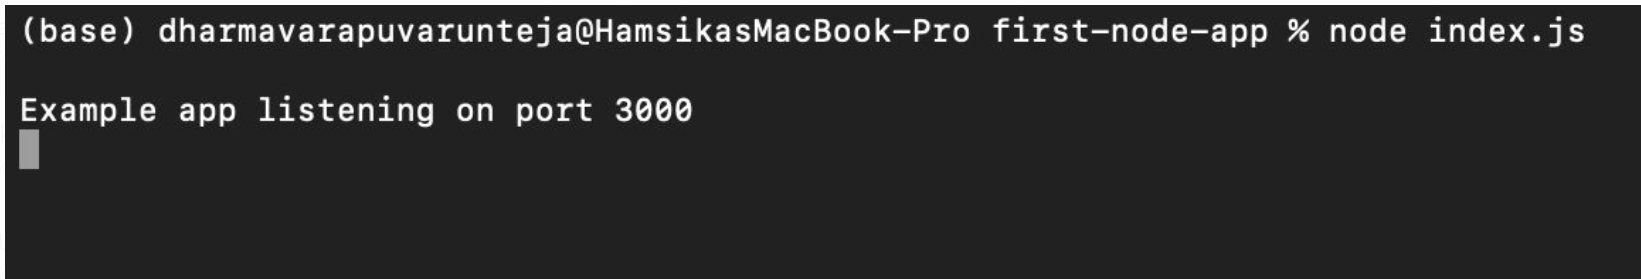 (base) dharmavarapuvarunteja@HamsikasMacBook-Pro first-node-app % node index.js
Example app listening on port 3000